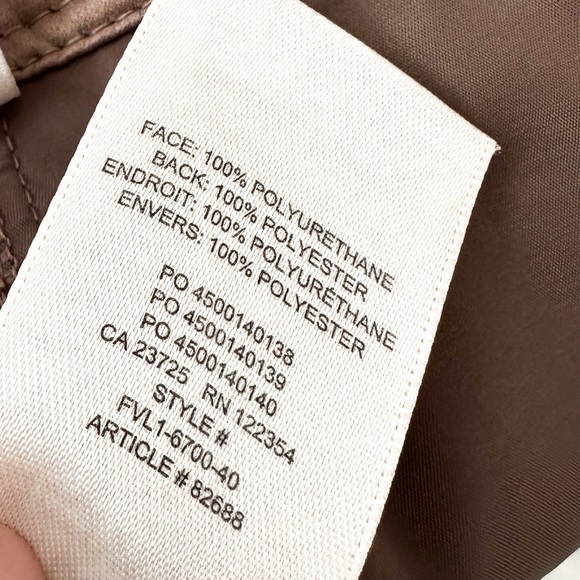 FACE: 100% POLYURETHANE
BACK: 100% POLYESTER
ENDROIT: 100% POLYURÉTHANE
ENVERS: 100% POLYESTER
PO 4500140138
PO 4500140139
PO 4500140140
CA 23725 RN 122354
STYLE #
FVL1-6700-40
ARTICLE # 82688